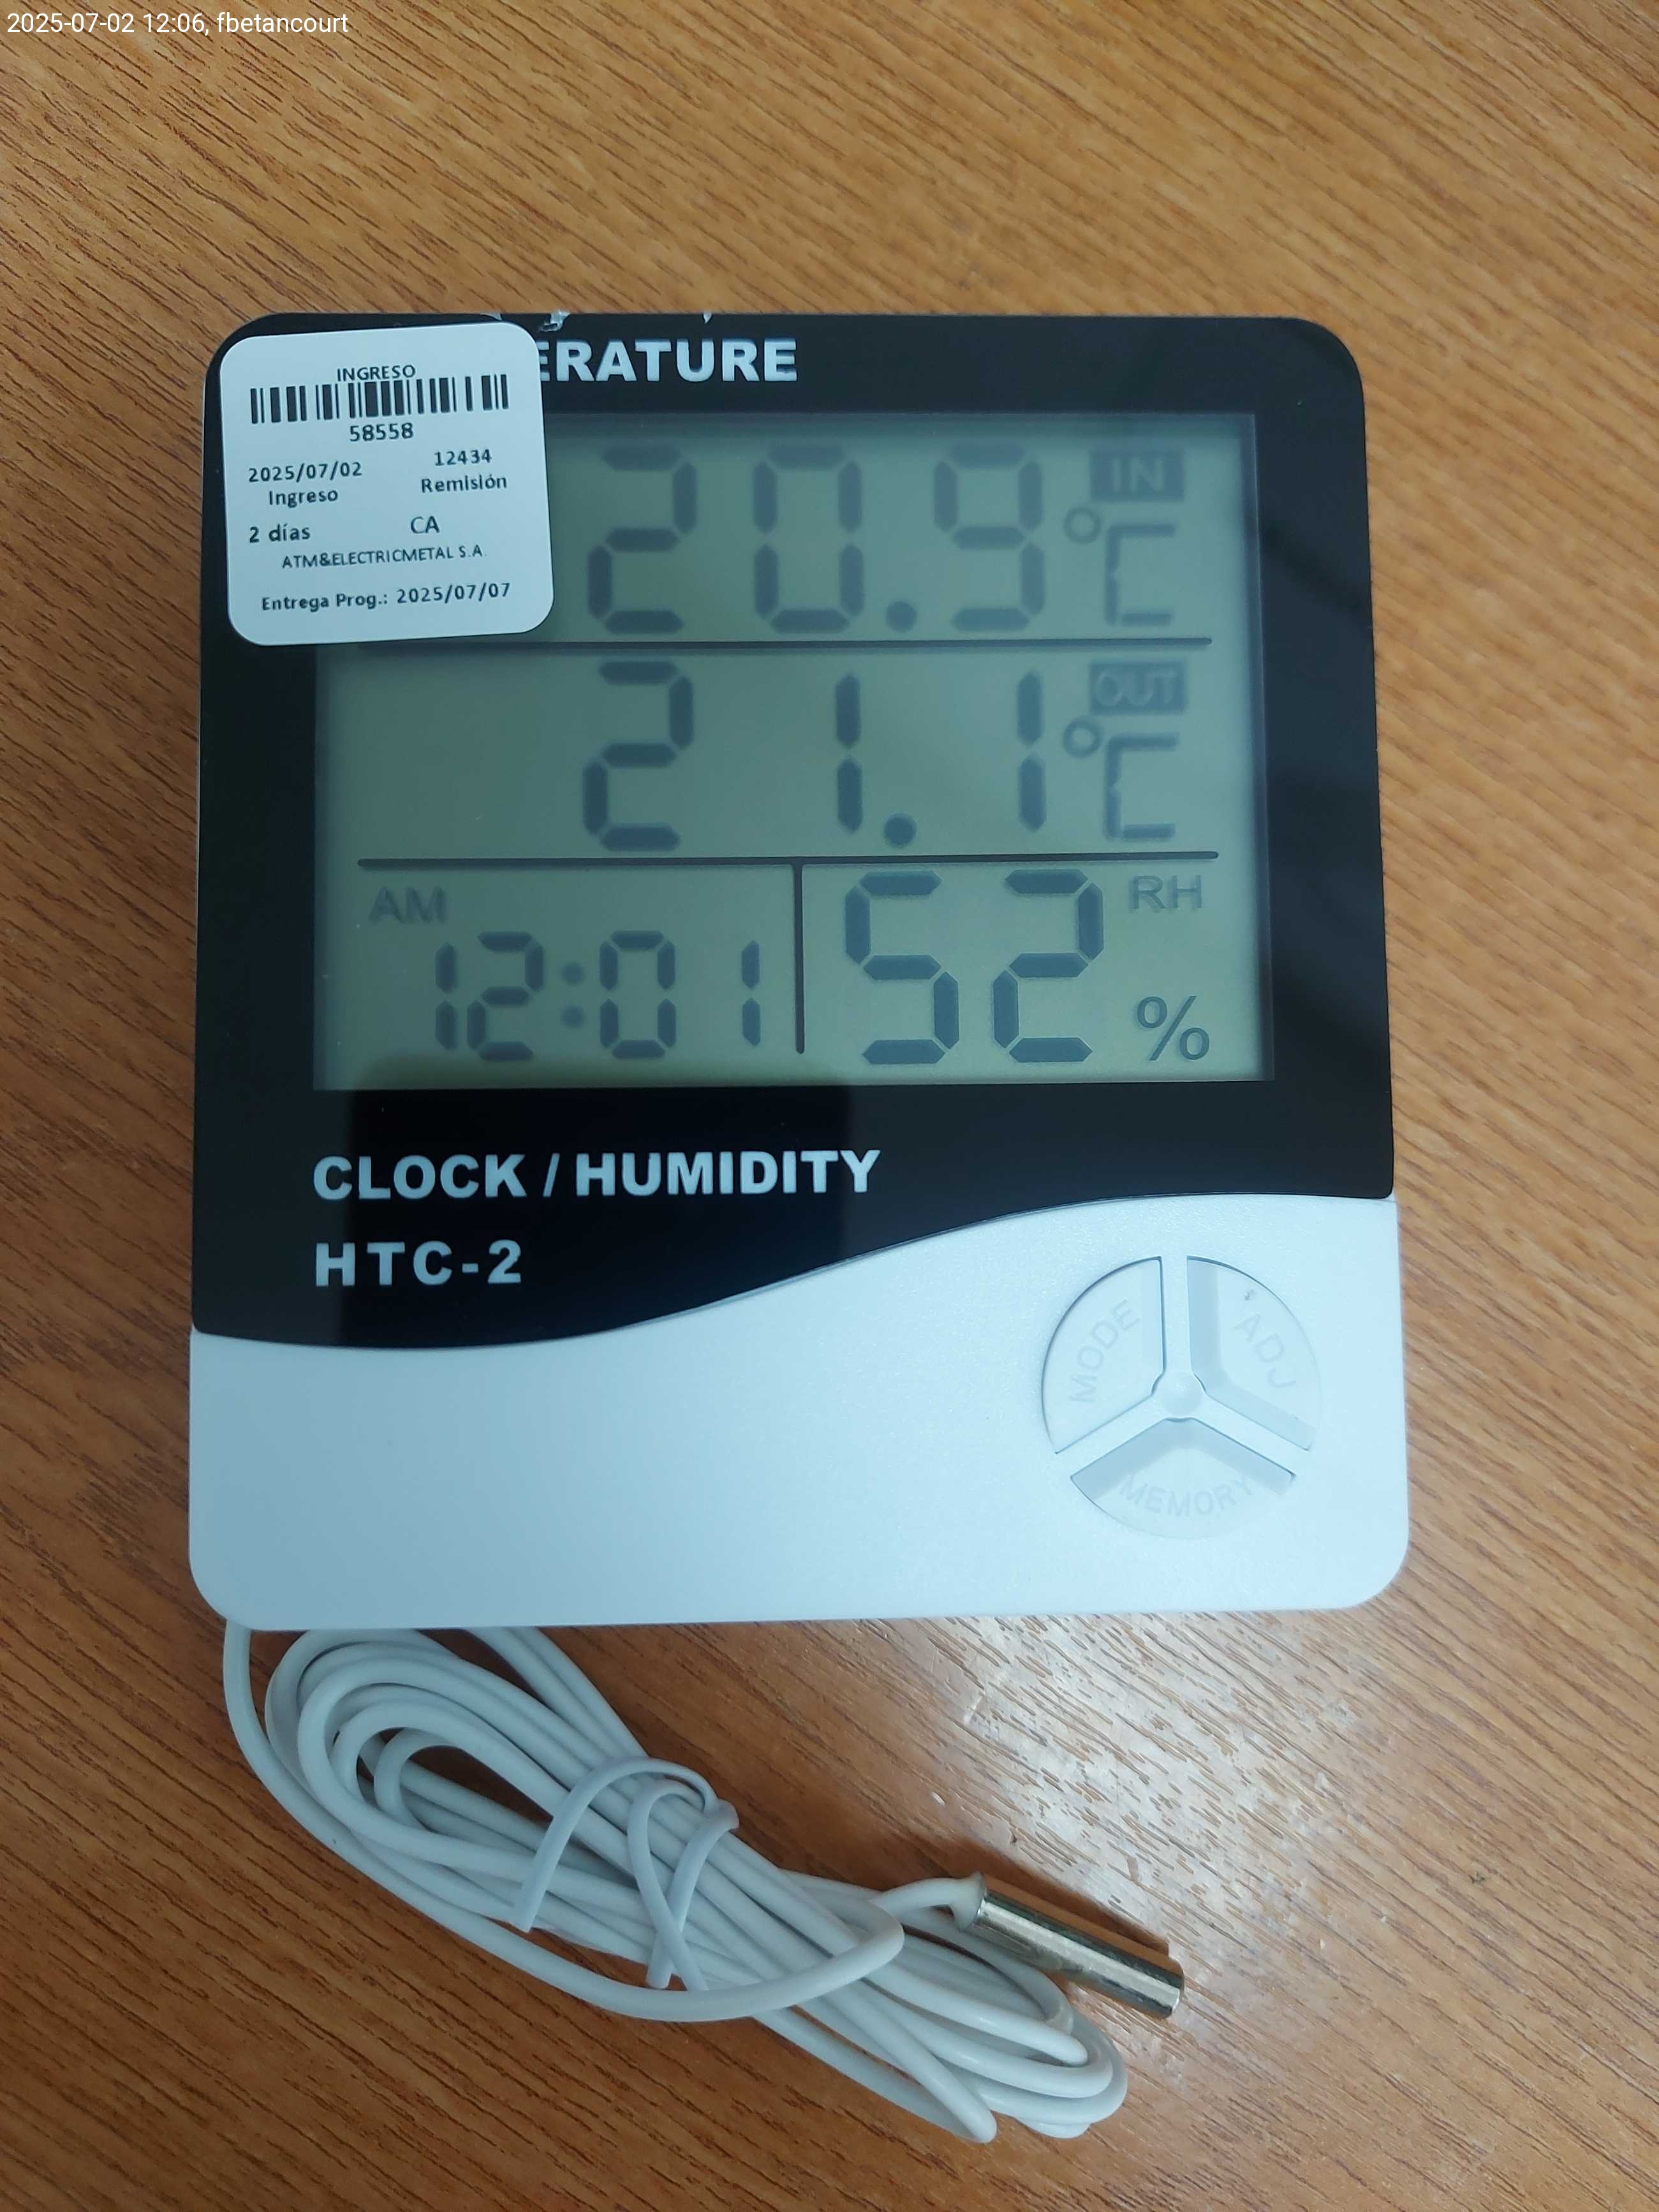 2025-07-02 12:06, fbetancourt
ERATURE
INGRESO
58558
2025/07/02 12434
Ingreso Remisión
2 días CA
ATM&ELECTRICMETAL S.A.
Entrega Prog.: 2025/07/07
20.9 IN °C
21.1 OUT °C
AM 12:01
52 RH %
CLOCK / HUMIDITY
HTC-2
MODE
ADJ
MEMORY